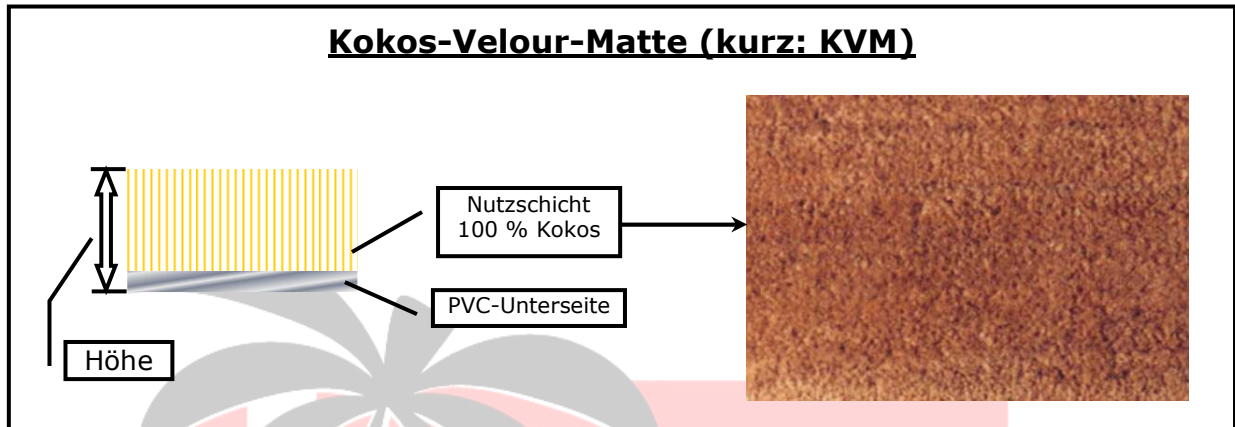 Kokos-Velour-Matte (kurz: KVM)
Nutzschicht
100 % Kokos
PVC-Unterseite
Höhe